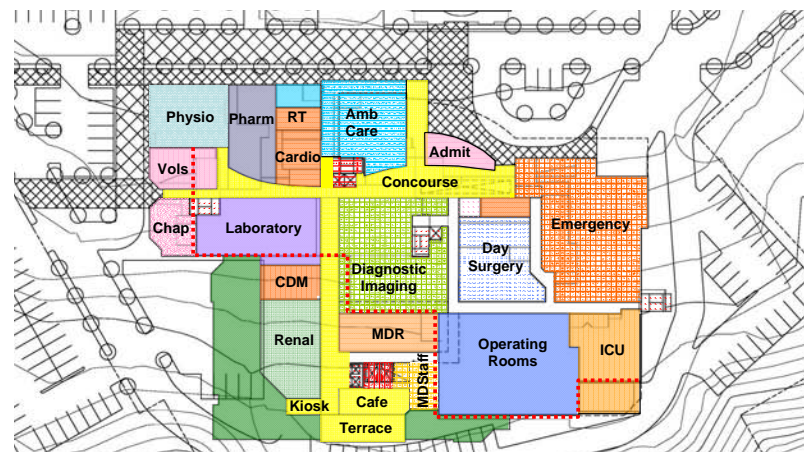 Physio
Pharm
RT
Cardio
Amb
Care
Admit
Vols
Concourse
Chap
Laboratory
Emergency
Day
Surgery
Diagnostic
Imaging
CDM
Renal
MDR
Operating
Rooms
ICU
MDStaff
Kiosk
Cafe
Terrace